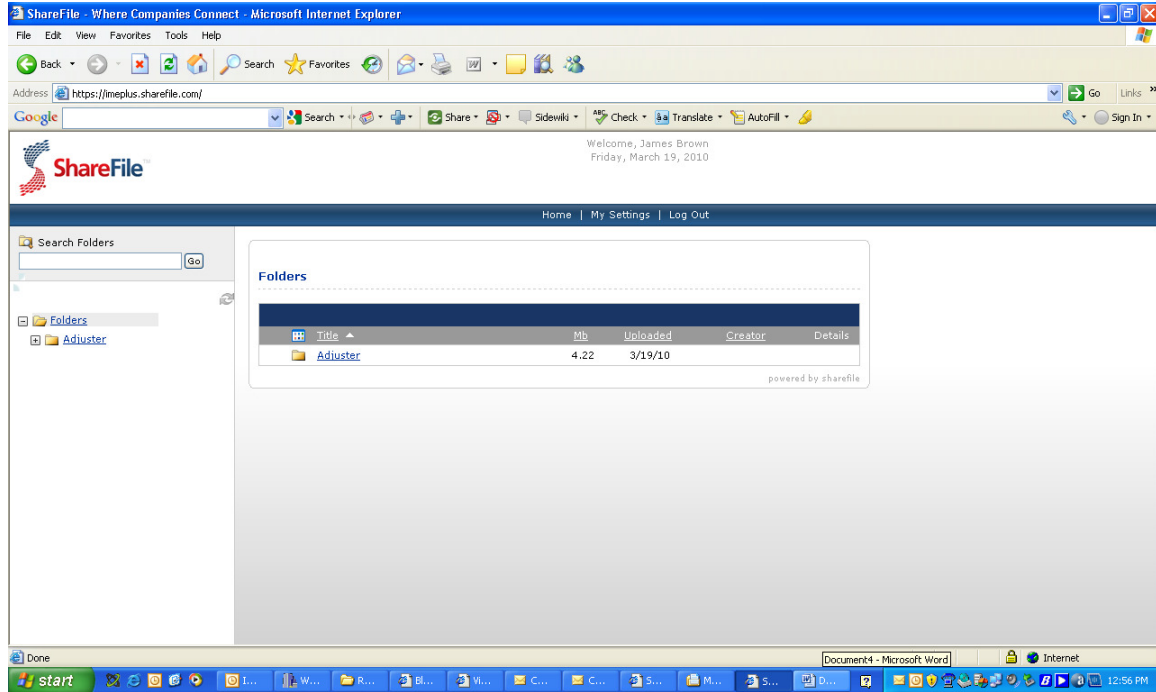 ShareFile - Where Companies Connect - Microsoft Internet Explorer
File Edit View Favorites Tools Help
Back Search Favorites
Address https://imeplus.sharefile.com/ Go Links »
Google Search Share Sidewiki Check Translate AutoFill Sign In
ShareFile
Welcome, James Brown
Friday, March 19, 2010
Home | My Settings | Log Out
Search Folders
Go
Folders
Folders
Adjuster
Title Mb Uploaded Creator Details
Adjuster 4.22 3/19/10
powered by sharefile
Done
Document4 - Microsoft Word
Internet
start I... W... R... Bl... Vi... C... C... S... M... S... D... 12:56 PM